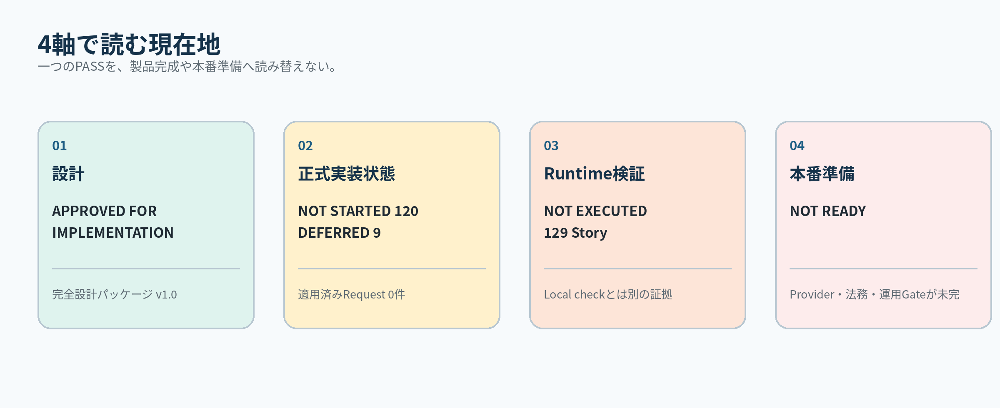 4軸で読む現在地
一つのPASSを、製品完成や本番準備へ読み替えない。
01
設計
APPROVED FOR
IMPLEMENTATION
完全設計パッケージ v1.0
02
正式実装状態
NOT STARTED 120
DEFERRED 9
適用済みRequest 0件
03
Runtime検証
NOT EXECUTED
129 Story
Local checkとは別の証拠
04
本番準備
NOT READY
Provider・法務・運用Gateが未完